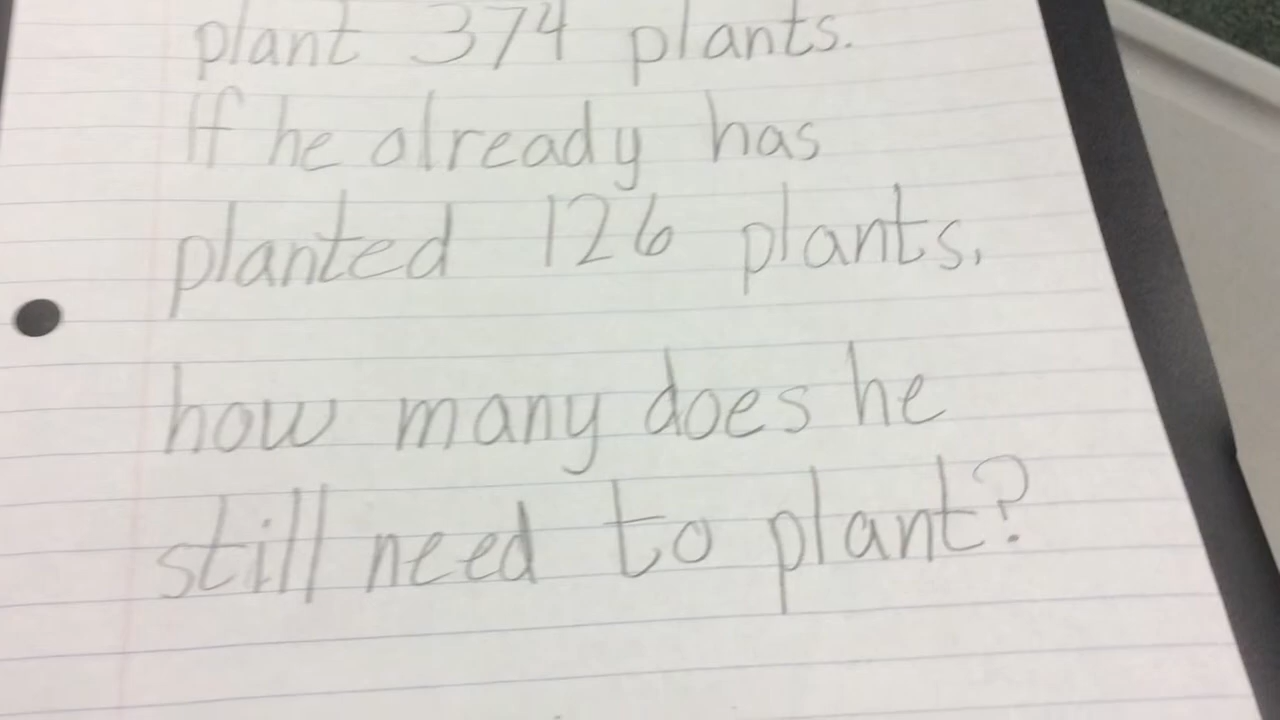 plant 374 plants.
If he already has
planted 126 plants,
how many does he
still need to plant?